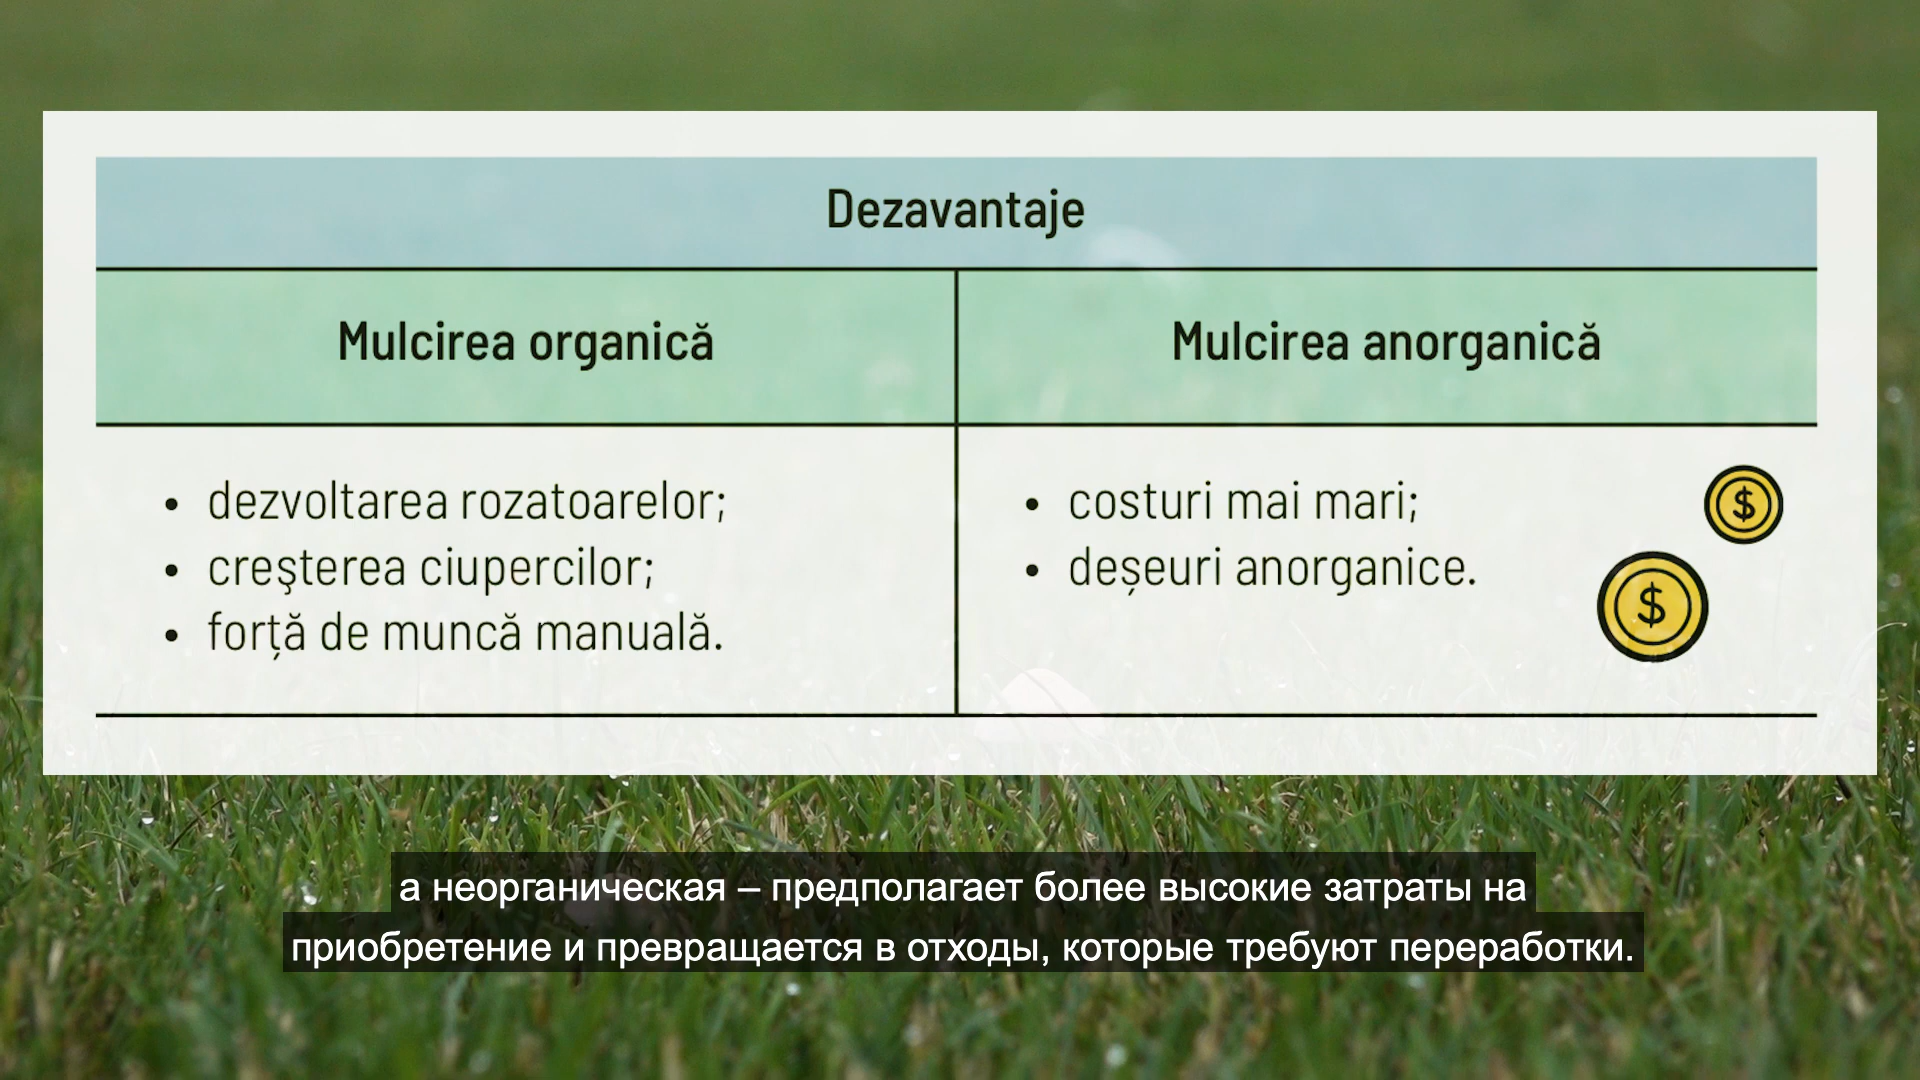 Dezavantaje
Mulcirea organică
Mulcirea anorganică
• dezvoltarea rozatoarelor;
• creşterea ciupercilor;
• forță de muncă manuală.
• costuri mai mari;
• deșeuri anorganice.
$
$
а неорганическая – предполагает более высокие затраты на
приобретение и превращается в отходы, которые требуют переработки.